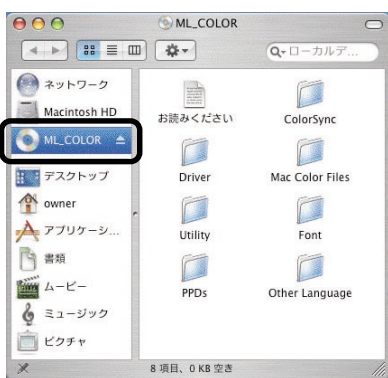 ML_COLOR
ローカルデ...
ネットワーク
Macintosh HD
ML_COLOR
デスクトップ
owner
アプリケーシ...
書類
ムービー
ミュージック
ピクチャ
お読みください
ColorSync
Driver
Mac Color Files
Utility
Font
PPDs
Other Language
8 項目、0 KB 空き